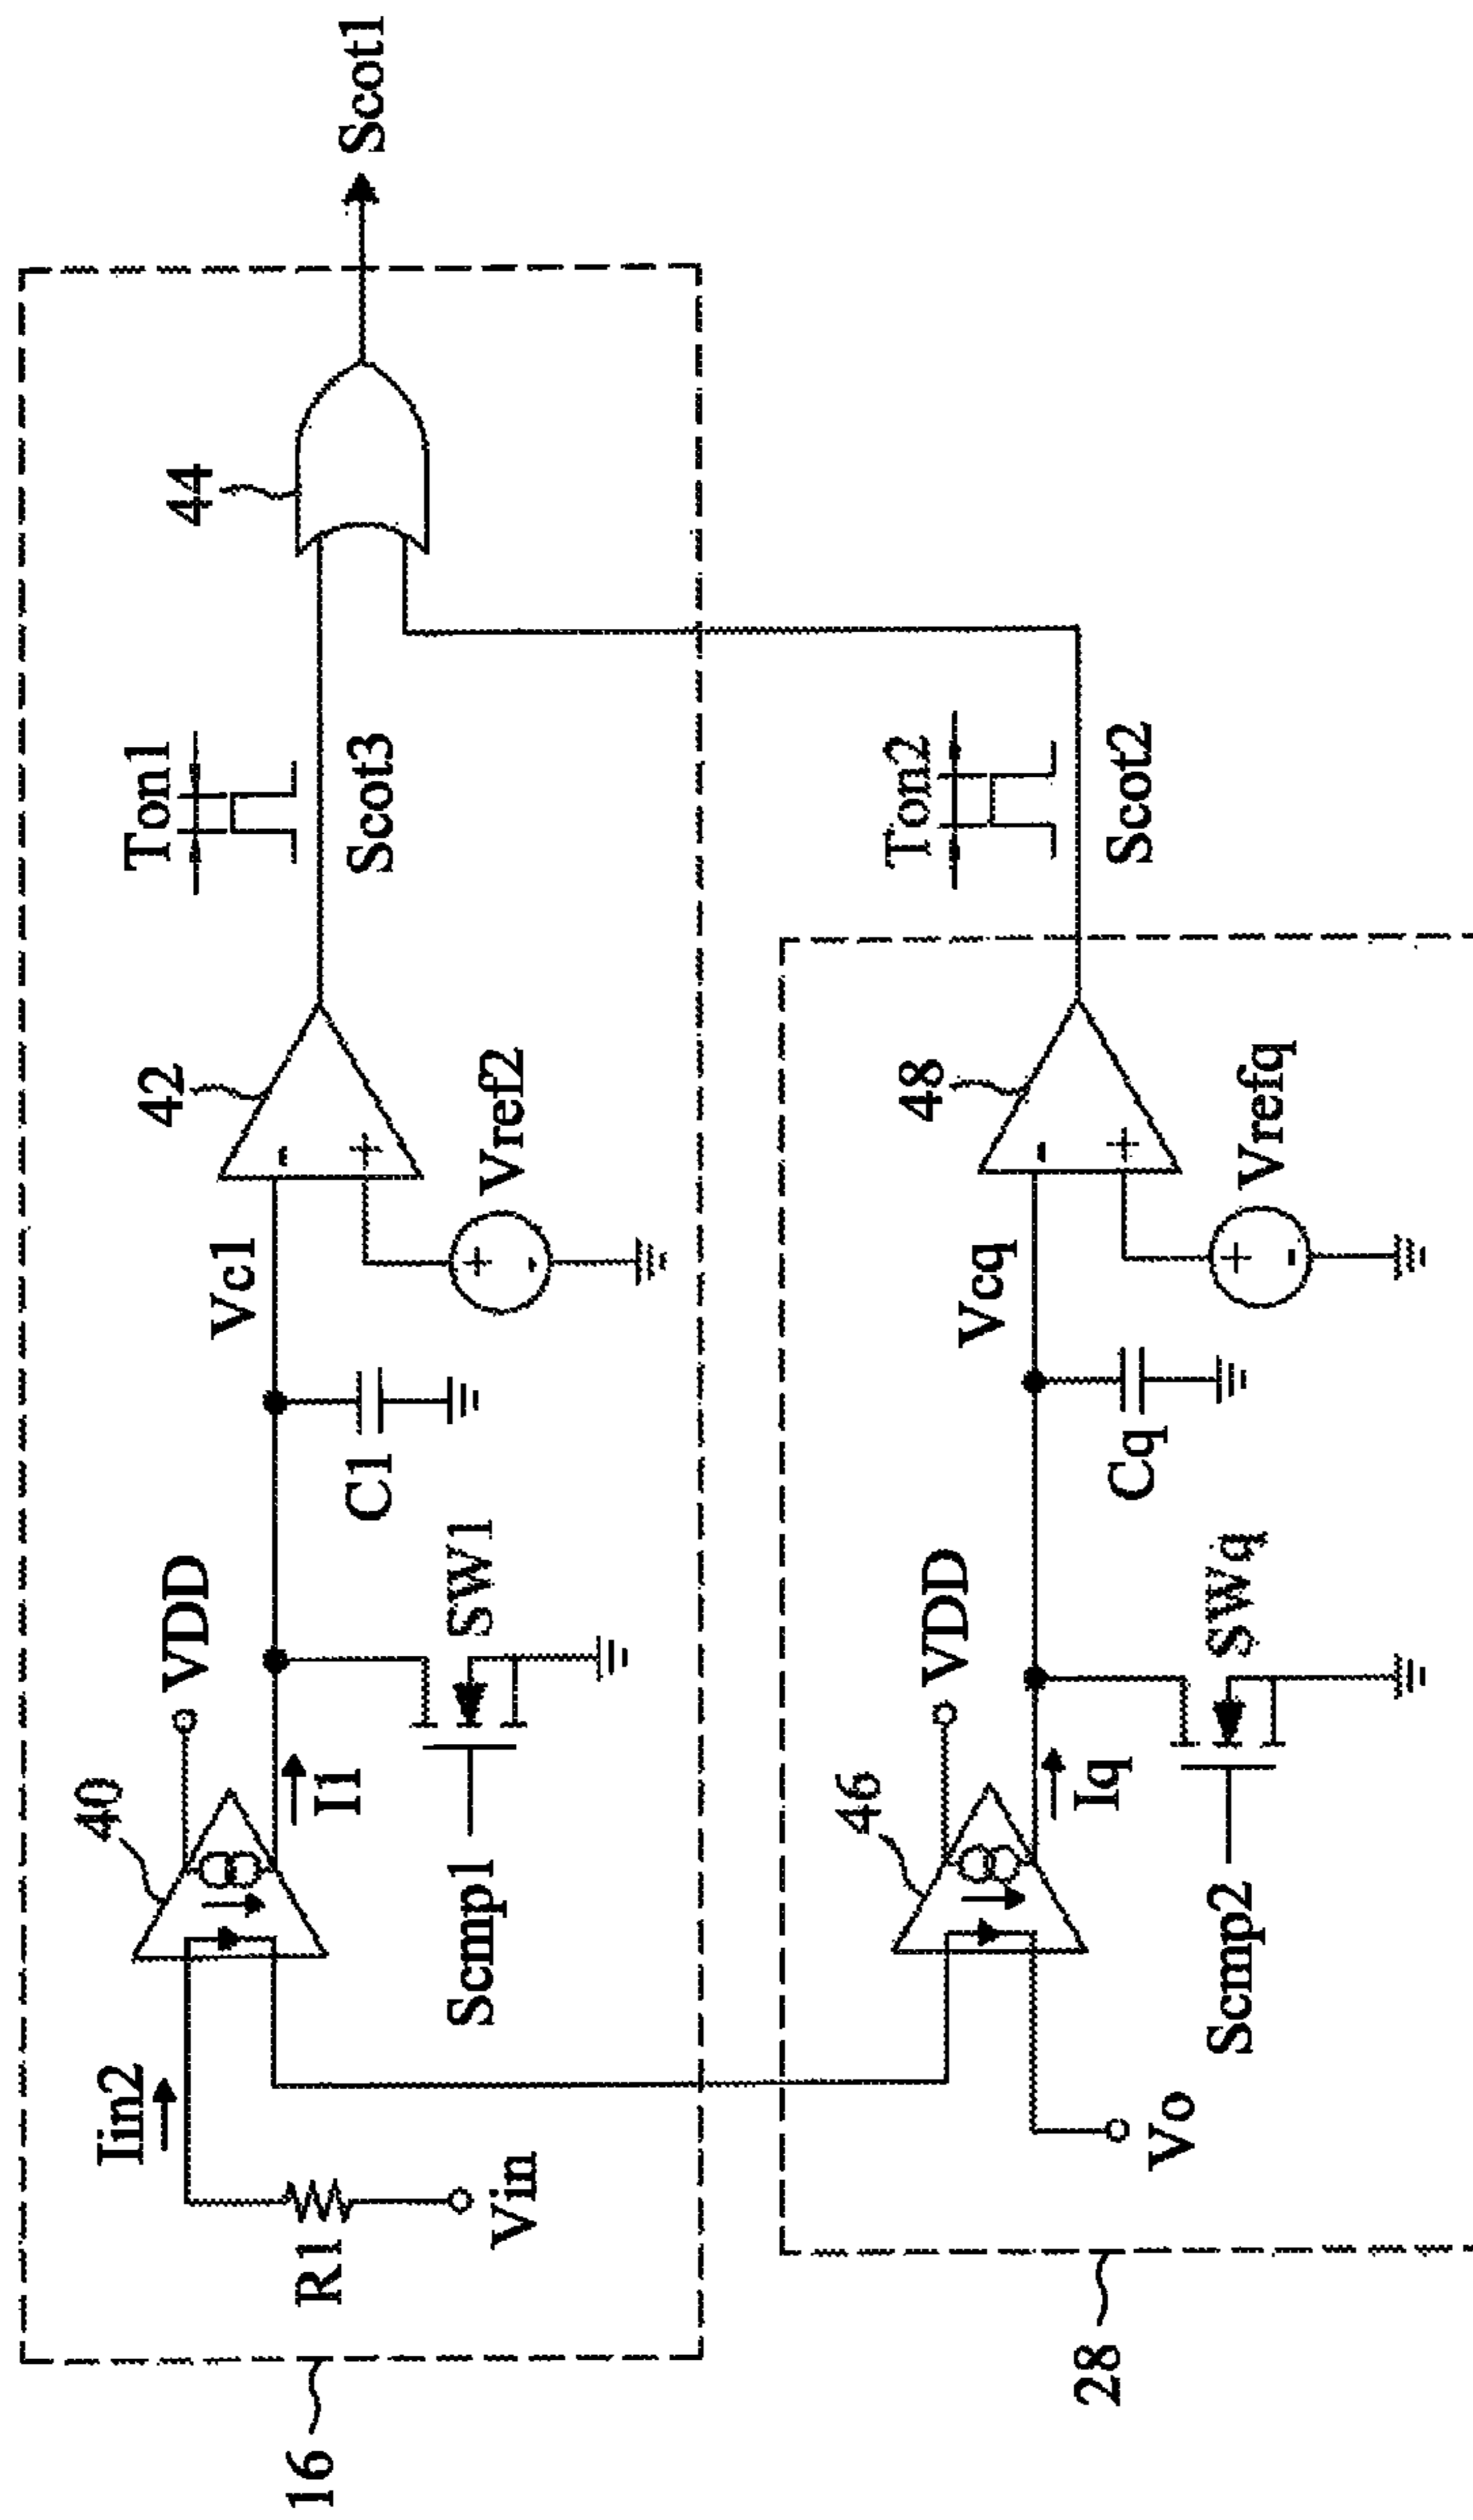 16
R1
Vin
Iin2
40
VDD
I1
Scmp1
SW1
C1
Vc1
42
-
+
+
-
Vref2
Ton1
Scot3
44
Scot1
28
Vo
46
VDD
Iq
Scmp2
SWq
Cq
Vcq
48
-
+
+
-
Vrefq
Ton2
Scot2